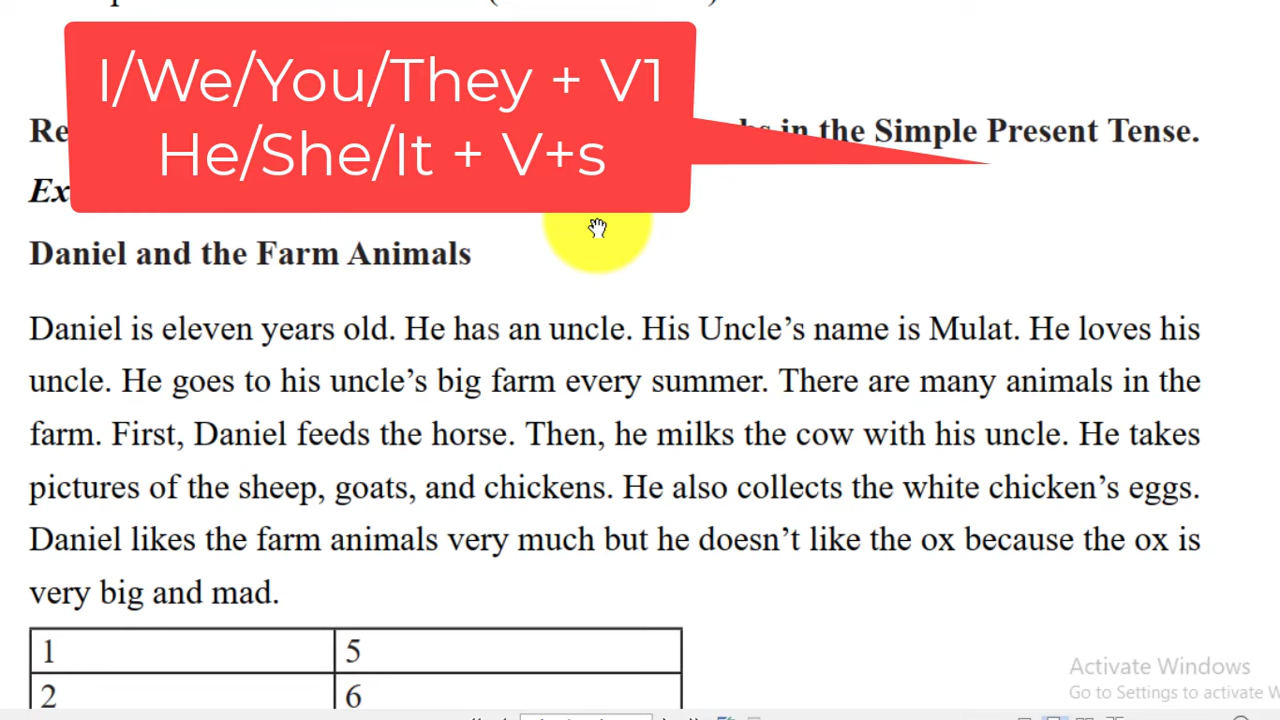 I/We/You/They + V1
He/She/It + V+s
Re
in the Simple Present Tense.
Ex
Daniel and the Farm Animals
Daniel is eleven years old. He has an uncle. His Uncle’s name is Mulat. He loves his
uncle. He goes to his uncle’s big farm every summer. There are many animals in the
farm. First, Daniel feeds the horse. Then, he milks the cow with his uncle. He takes
pictures of the sheep, goats, and chickens. He also collects the white chicken’s eggs.
Daniel likes the farm animals very much but he doesn’t like the ox because the ox is
very big and mad.
1 5
2 6
Activate Windows
Go to Settings to activate W